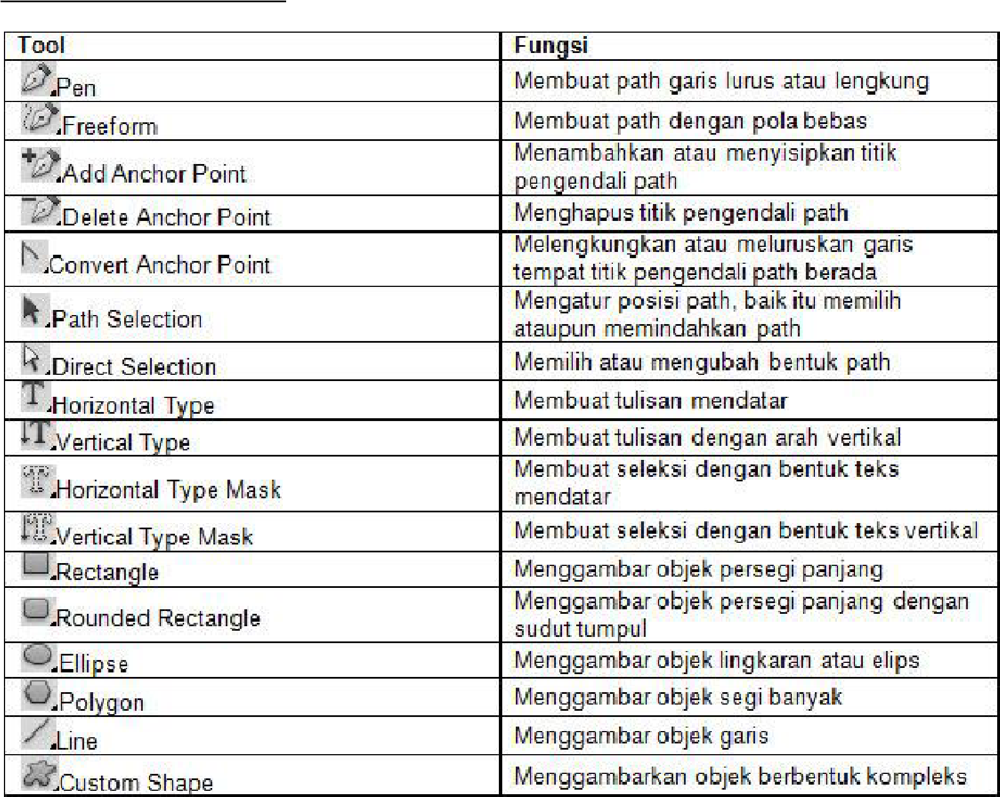 Tool Fungsi
Pen Membuat path garis lurus atau lengkung
Freeform Membuat path dengan pola bebas
Add Anchor Point Menambahkan atau menyisipkan titik
pengendali path
Delete Anchor Point Menghapus titik pengendali path
Convert Anchor Point Melengkungkan atau meluruskan garis
tempat titik pengendali path berada
Path Selection Mengatur posisi path, baik itu memilih
ataupun memindahkan path
Direct Selection Memilih atau mengubah bentuk path
Horizontal Type Membuat tulisan mendatar
Vertical Type Membuat tulisan dengan arah vertikal
Horizontal Type Mask Membuat seleksi dengan bentuk teks
mendatar
Vertical Type Mask Membuat seleksi dengan bentuk teks vertikal
Rectangle Menggambar objek persegi panjang
Rounded Rectangle Menggambar objek persegi panjang dengan
sudut tumpul
Ellipse Menggambar objek lingkaran atau elips
Polygon Menggambar objek segi banyak
Line Menggambar objek garis
Custom Shape Menggambarkan objek berbentuk kompleks